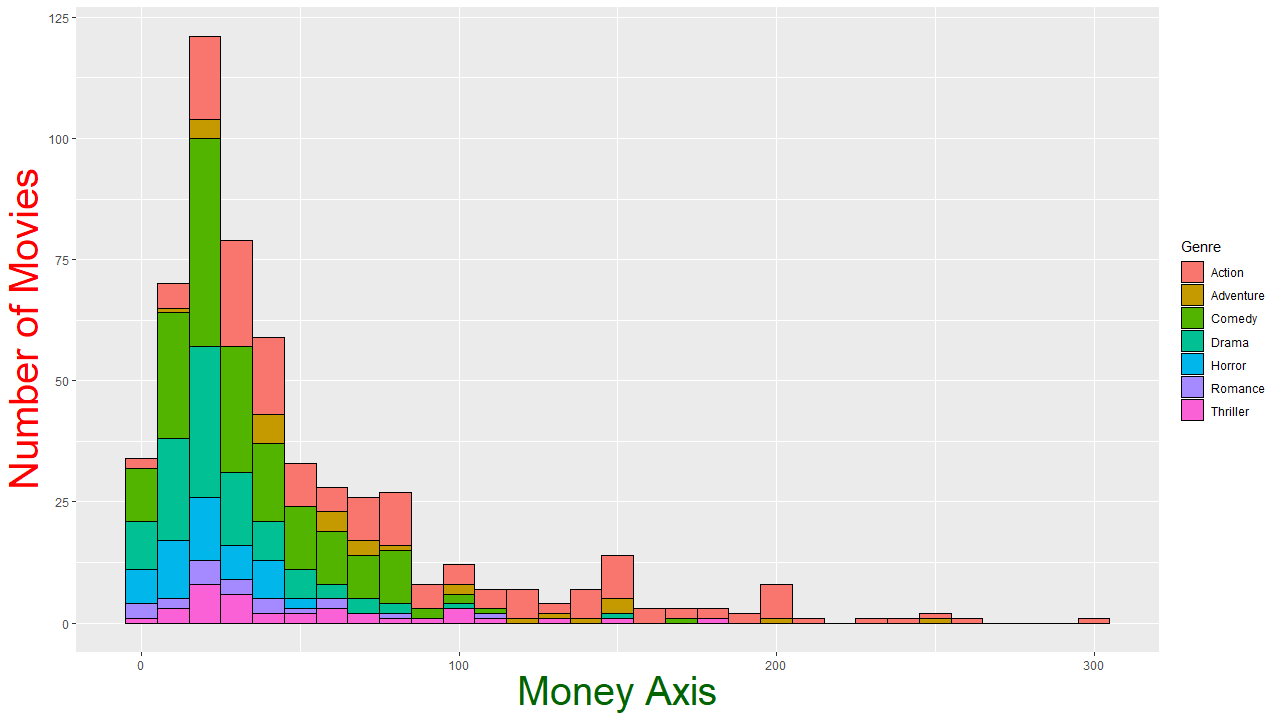 Number of Movies
125
100
75
50
25
0
0
100
200
300
Money Axis
Genre
Action
Adventure
Comedy
Drama
Horror
Romance
Thriller